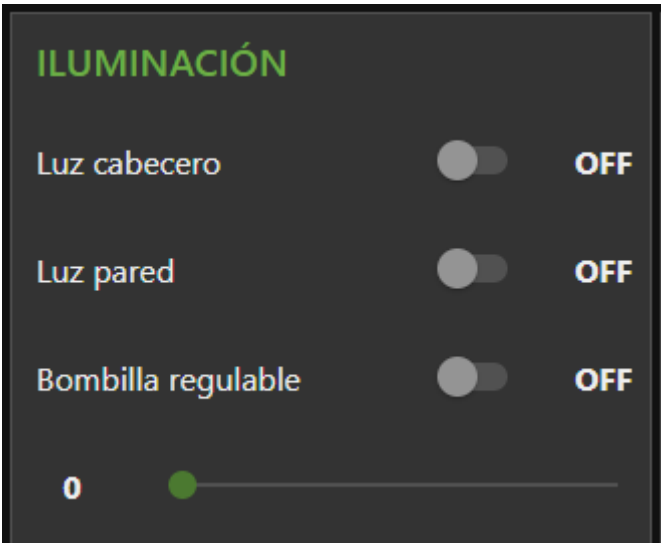 ILUMINACIÓN
Luz cabecero OFF
Luz pared OFF
Bombilla regulable OFF
0